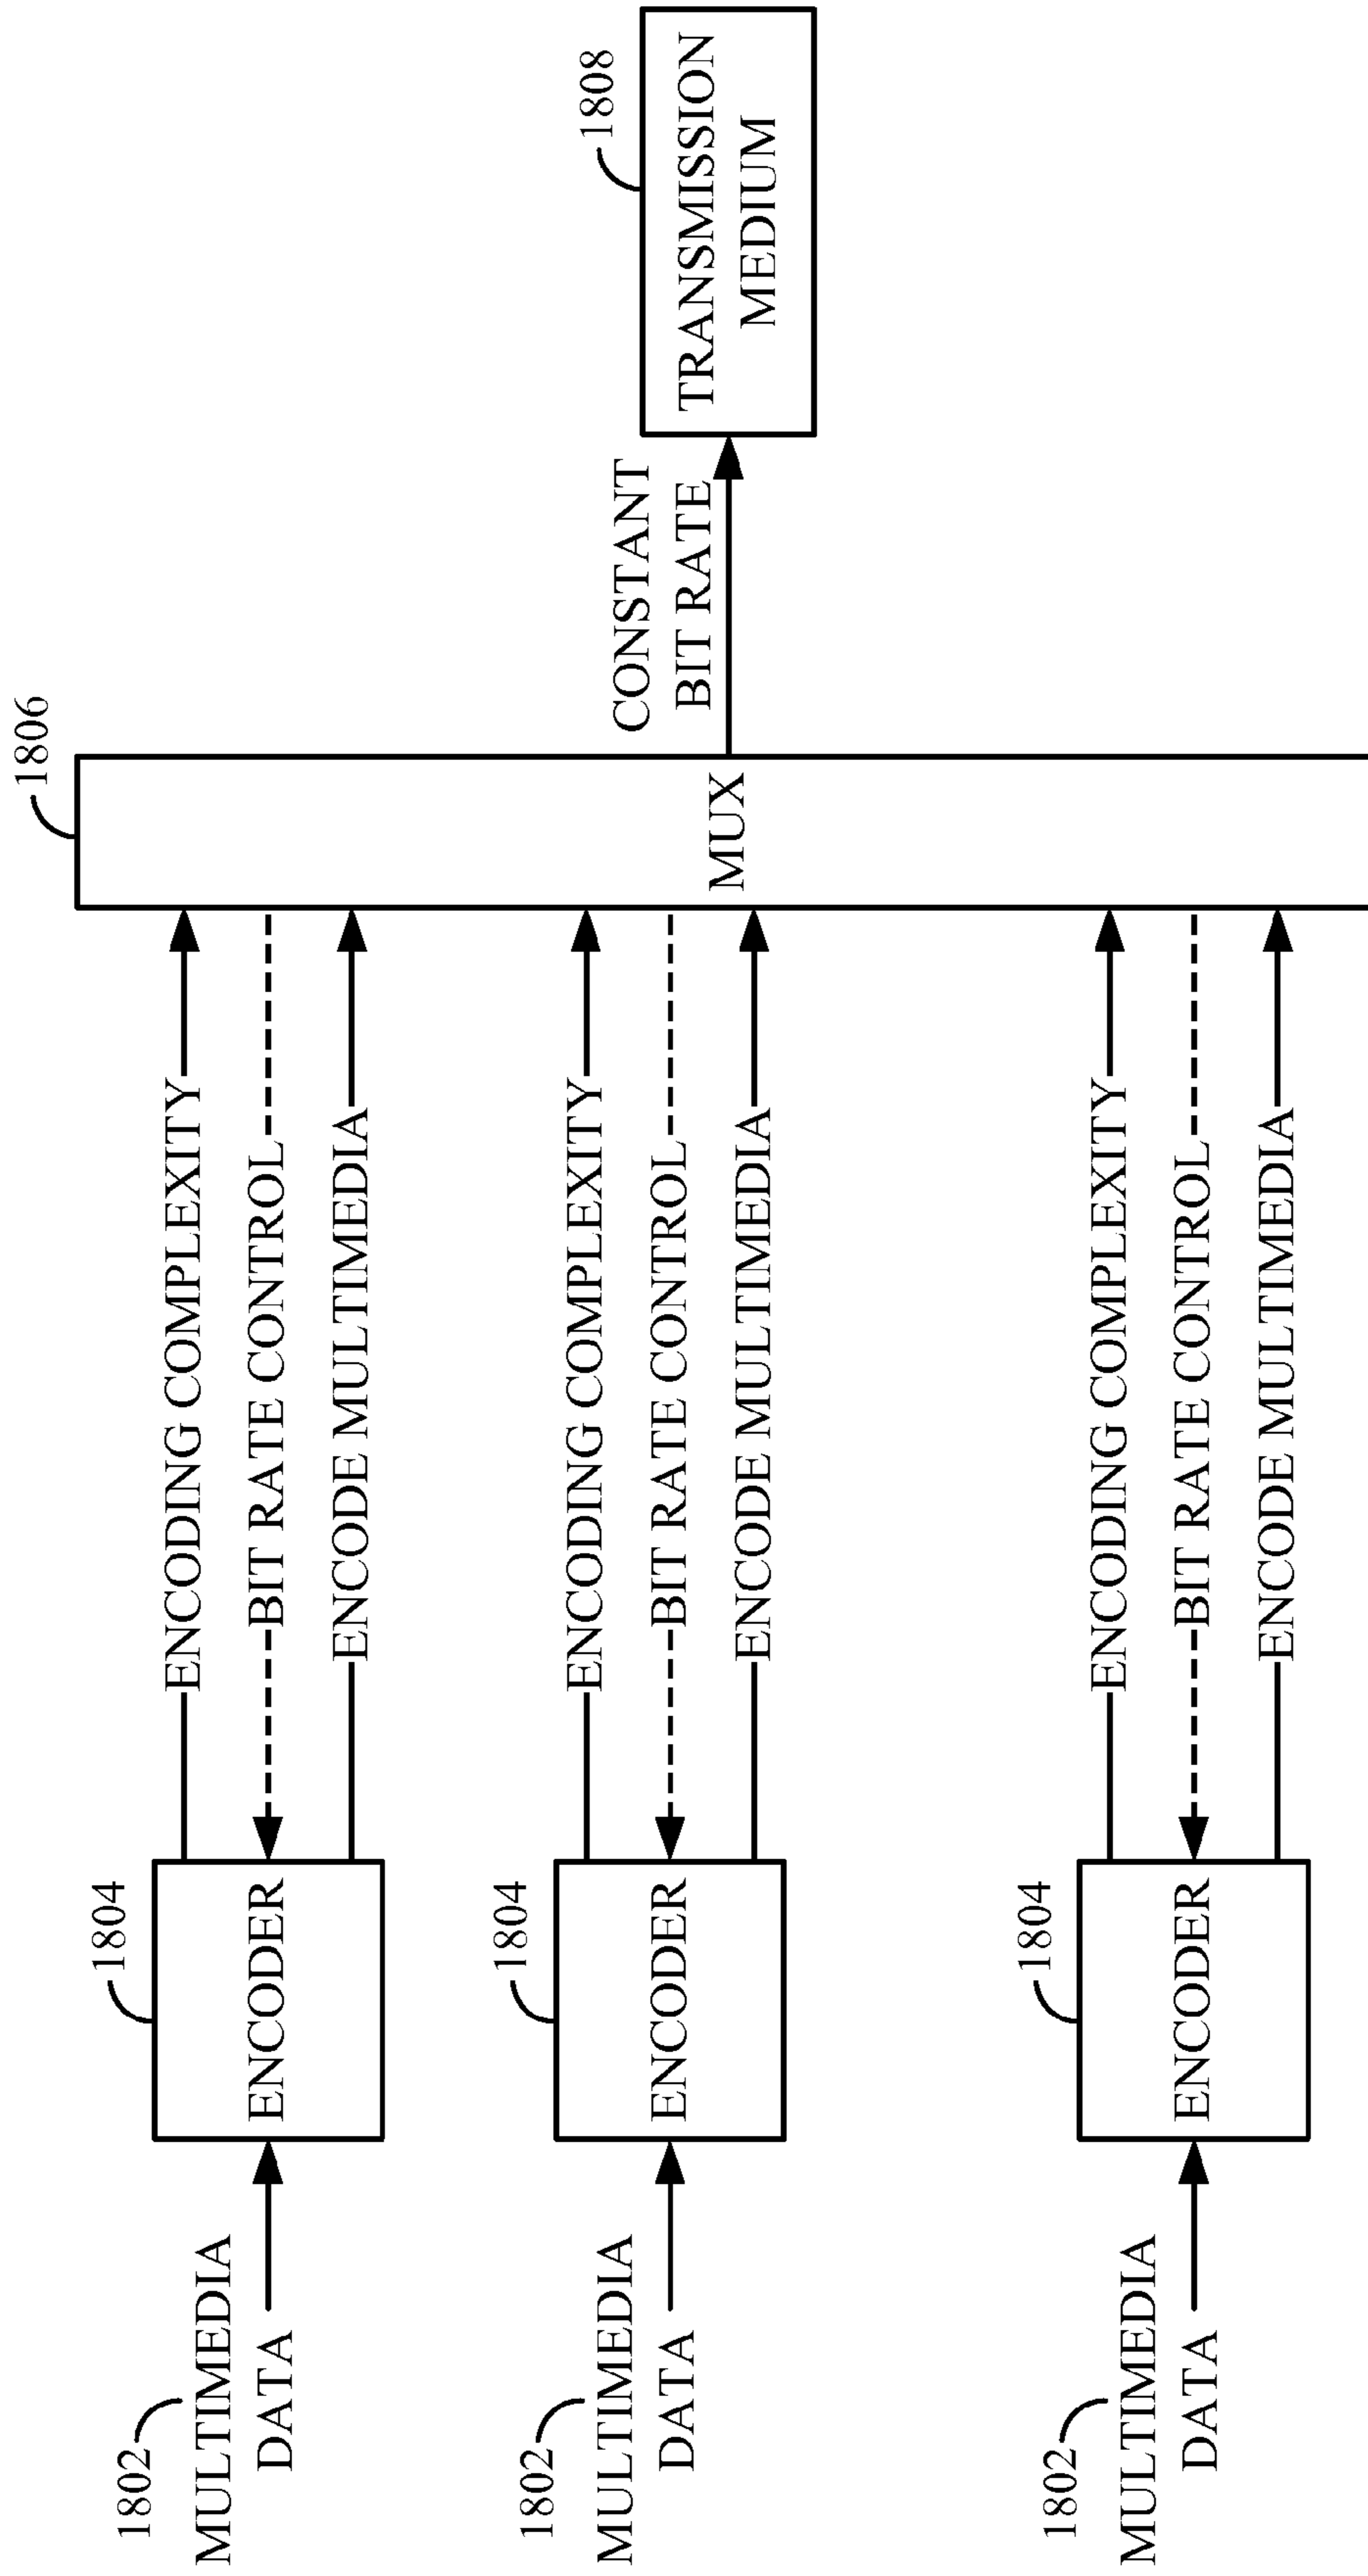 1802
MULTIMEDIA
DATA
1804
ENCODER
ENCODING COMPLEXITY
BIT RATE CONTROL
ENCODE MULTIMEDIA
1802
MULTIMEDIA
DATA
1804
ENCODER
ENCODING COMPLEXITY
BIT RATE CONTROL
ENCODE MULTIMEDIA
1802
MULTIMEDIA
DATA
1804
ENCODER
ENCODING COMPLEXITY
BIT RATE CONTROL
ENCODE MULTIMEDIA
1806
MUX
CONSTANT
BIT RATE
1808
TRANSMISSION
MEDIUM